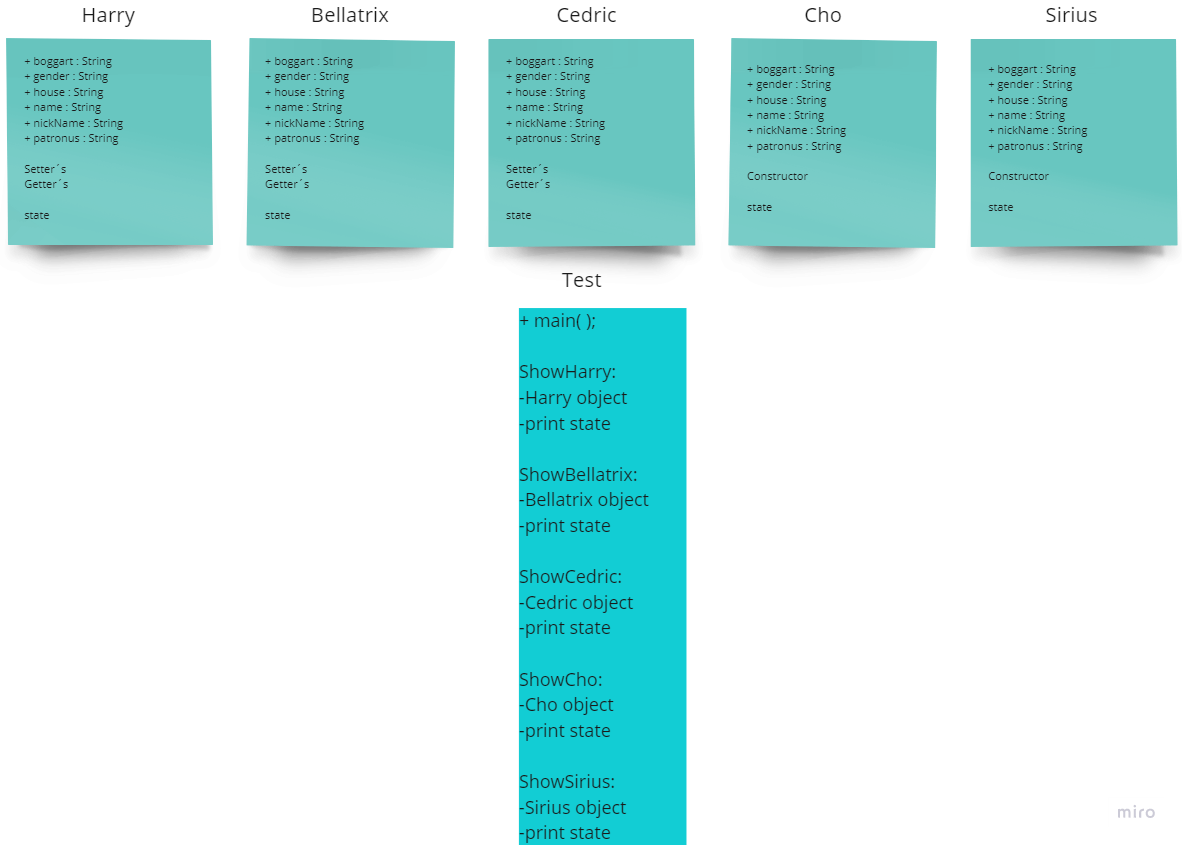 Harry
+ boggart : String
+ gender : String
+ house : String
+ name : String
+ nickName : String
+ patronus : String
Setter´s
Getter´s
state
Bellatrix
+ boggart : String
+ gender : String
+ house : String
+ name : String
+ nickName : String
+ patronus : String
Setter´s
Getter´s
state
Cedric
+ boggart : String
+ gender : String
+ house : String
+ name : String
+ nickName : String
+ patronus : String
Setter´s
Getter´s
state
Cho
+ boggart : String
+ gender : String
+ house : String
+ name : String
+ nickName : String
+ patronus : String
Constructor
state
Sirius
+ boggart : String
+ gender : String
+ house : String
+ name : String
+ nickName : String
+ patronus : String
Constructor
state
Test
+ main( );
ShowHarry:
-Harry object
-print state
ShowBellatrix:
-Bellatrix object
-print state
ShowCedric:
-Cedric object
-print state
ShowCho:
-Cho object
-print state
ShowSirius:
-Sirius object
-print state
miro